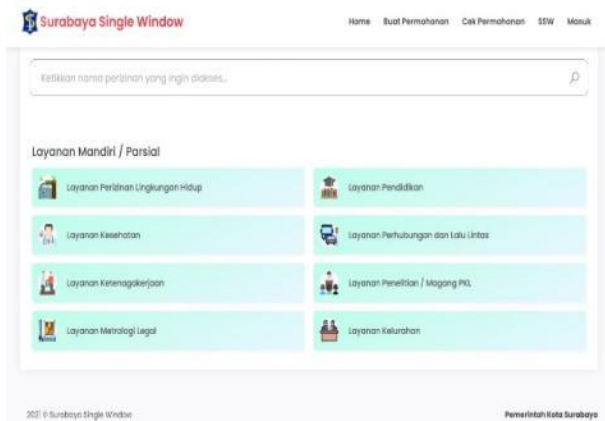 Surabaya Single Window
Home Buat Permohonan Cek Permohonan SSW Masuk
Ketikkan nama perizinan yang ingin diakses..
Layanan Mandiri / Parsial
Layanan Perizinan Lingkungan Hidup
Layanan Pendidikan
Layanan Kesehatan
Layanan Perhubungan dan Lalu Lintas
Layanan Ketenagakerjaan
Layanan Penelitian / Magang PKL
Layanan Metrologi Legal
Layanan Kelurahan
2021 © Surabaya Single Window
Pemerintah Kota Surabaya